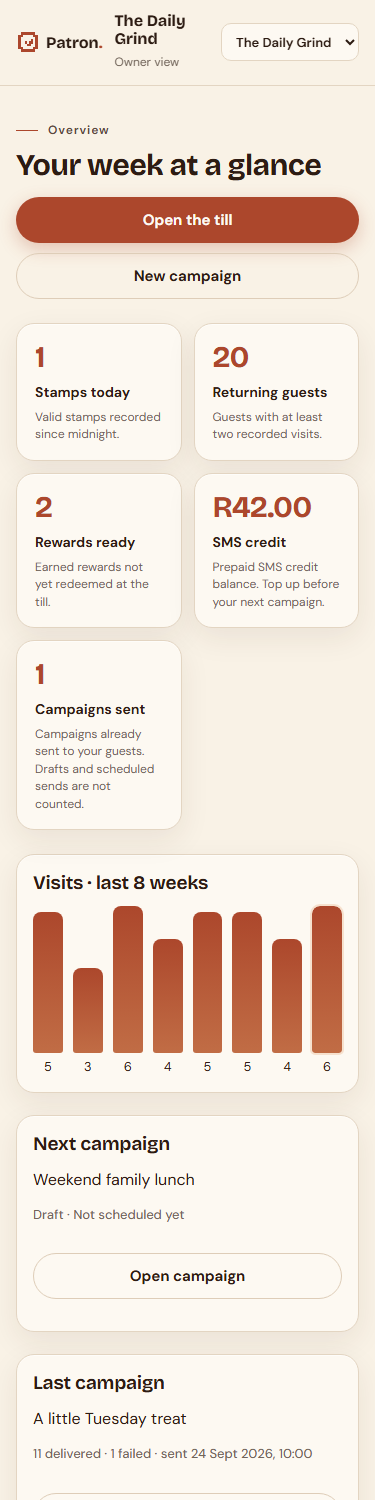 Patron.
The Daily
Grind
Owner view
The Daily Grind
Overview
Your week at a glance
Open the till
New campaign
1
Stamps today
Valid stamps recorded
since midnight.
20
Returning guests
Guests with at least
two recorded visits.
2
Rewards ready
Earned rewards not
yet redeemed at the
till.
R42.00
SMS credit
Prepaid SMS credit
balance. Top up before
your next campaign.
1
Campaigns sent
Campaigns already
sent to your guests.
Drafts and scheduled
sends are not
counted.
Visits · last 8 weeks
5 3 6 4 5 5 4 6
Next campaign
Weekend family lunch
Draft · Not scheduled yet
Open campaign
Last campaign
A little Tuesday treat
11 delivered · 1 failed · sent 24 Sept 2026, 10:00